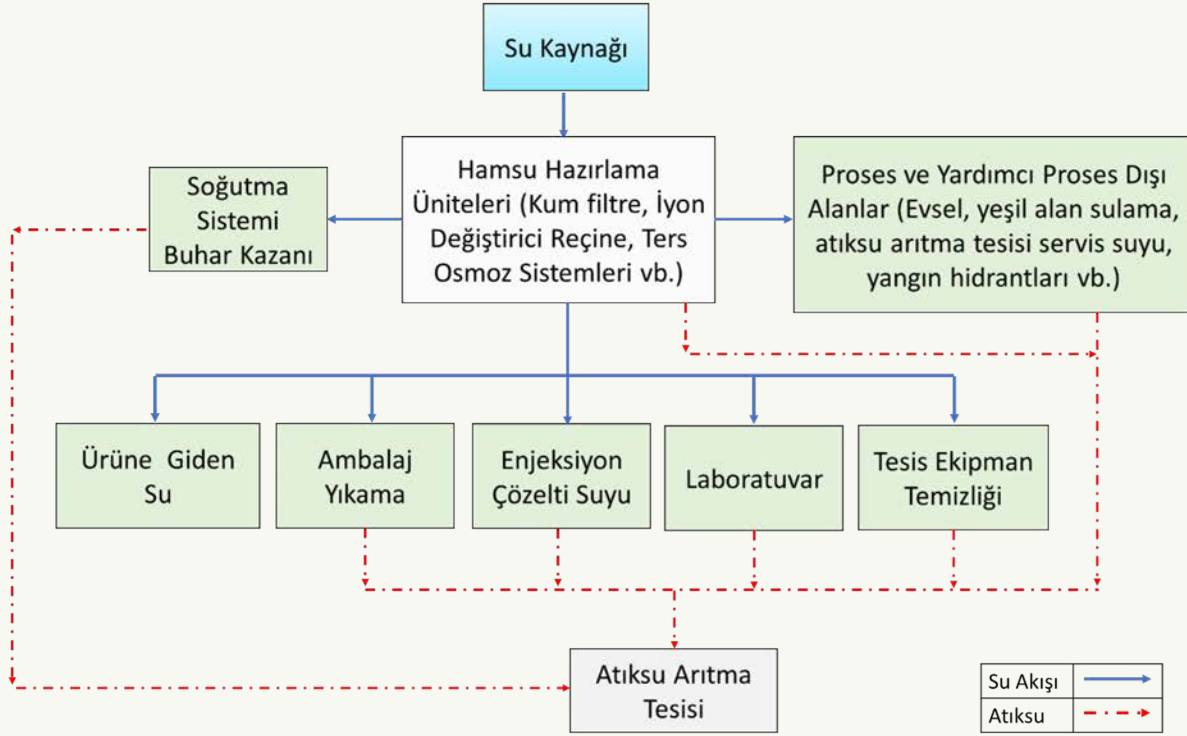 Su Kaynağı
Hamsu Hazırlama
Üniteleri (Kum filtre, İyon
Değiştirici Reçine, Ters
Osmoz Sistemleri vb.)
Soğutma
Sistemi
Buhar Kazanı
Proses ve Yardımcı Proses Dışı
Alanlar (Evsel, yeşil alan sulama,
atıksu arıtma tesisi servis suyu,
yangın hidrantları vb.)
Ürüne Giden
Su
Ambalaj
Yıkama
Enjeksiyon
Çözelti Suyu
Laboratuvar
Tesis Ekipman
Temizliği
Atıksu Arıtma
Tesisi
Su Akışı
Atıksu